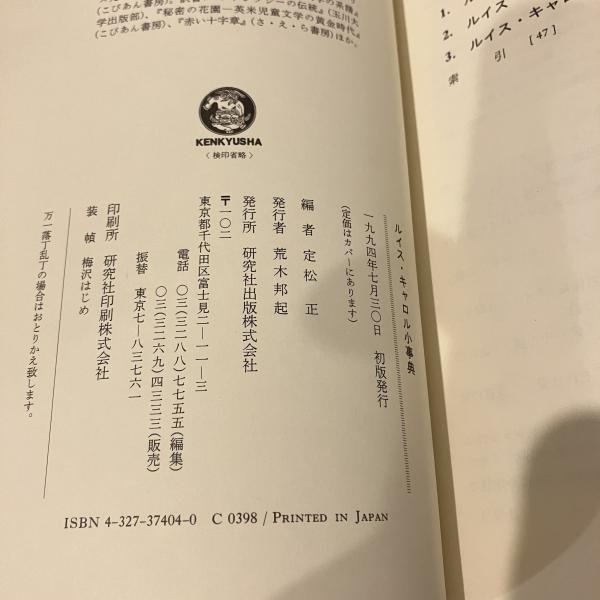 (こびあん書房)、
学出版部)、『秘密の花園―英米児童文学の黄金時代』
(こびあん書房)、『赤い十字章』(さ・え・ら書房)ほか。
KENKYUSHA
〈検印省略〉
ルイス・キャロル小事典
一九九四年七月三〇日　初版発行
(定価はカバーにあります)
編者　定松　正
発行者　荒木邦起
発行所　研究社出版株式会社
〒一〇二
東京都千代田区富士見二―一一―三
電話　〇三(三二八八)七七五五(編集)
〇三(三二六九)四三三三(販売)
振替　東京七―八三七六一
印刷所　研究社印刷株式会社
装幀　梅沢はじめ
万一落丁乱丁の場合はおとりかえ致します。
ISBN 4-327-37404-0 C 0398 / PRINTED IN JAPAN
1.
2. ルイス
3. ルイス・キャロ
索　引 [47]